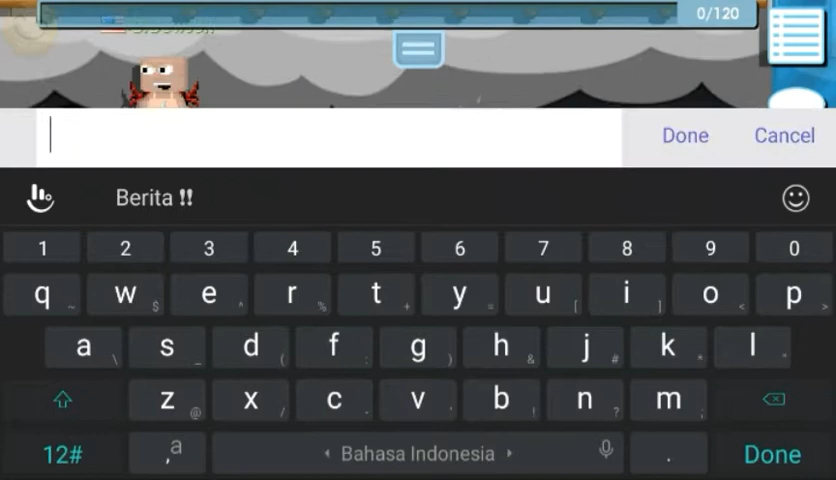 0/120
Done Cancel
Berita !!
1 2 3 4 5 6 7 8 9 0
q ~ w $ e ^ r % t + y = u [ i ] o < p >
a \ s _ d ( f : g ) h & j # k * l "
z @ x / c - v ' b ! n ? m ;
12# , a Bahasa Indonesia . Done